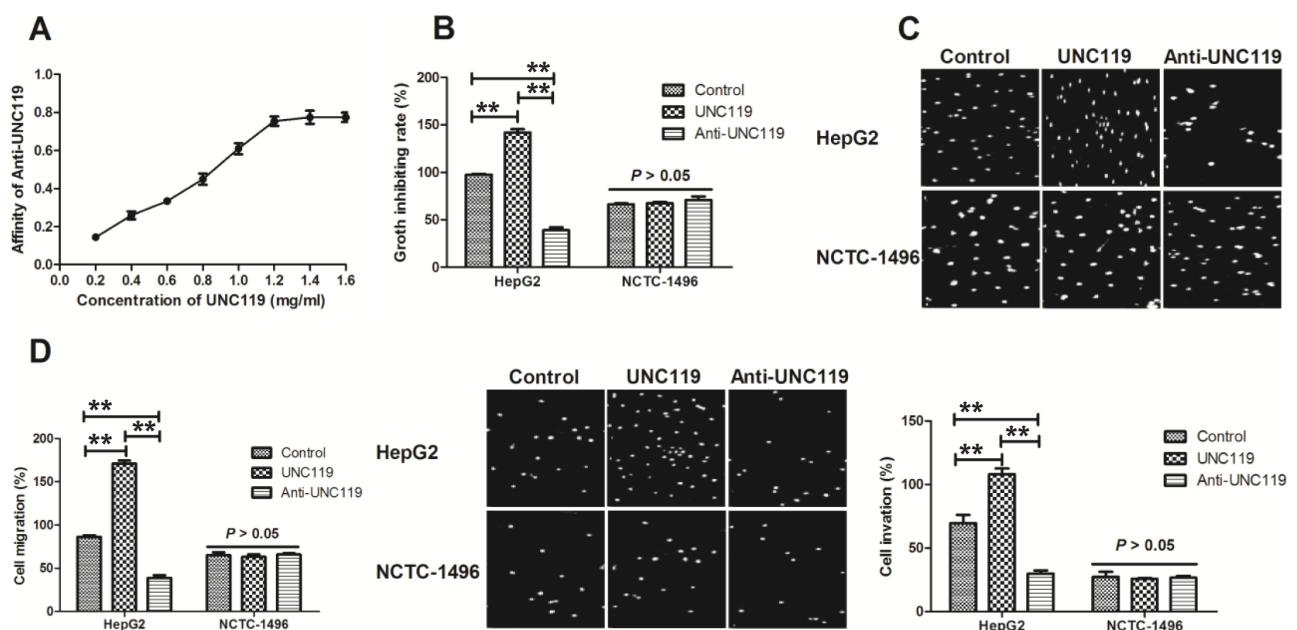 A
Affinity of Anti-UNC119
1.0
0.8
0.6
0.4
0.2
0.0
0.0 0.2 0.4 0.6 0.8 1.0 1.2 1.4 1.6
Concentration of UNC119 (mg/ml)
B
Groth inhibiting rate (%)
200
150
100
50
0
**
**
**
Control
UNC119
Anti-UNC119
P > 0.05
HepG2 NCTC-1496
C
Control UNC119 Anti-UNC119
HepG2
NCTC-1496
D
Cell migration (%)
200
150
100
50
0
**
**
**
Control
UNC119
Anti-UNC119
P > 0.05
HepG2 NCTC-1496
Control UNC119 Anti-UNC119
HepG2
NCTC-1496
Cell invation (%)
150
100
50
0
**
**
**
Control
UNC119
Anti-UNC119
P > 0.05
HepG2 NCTC-1496